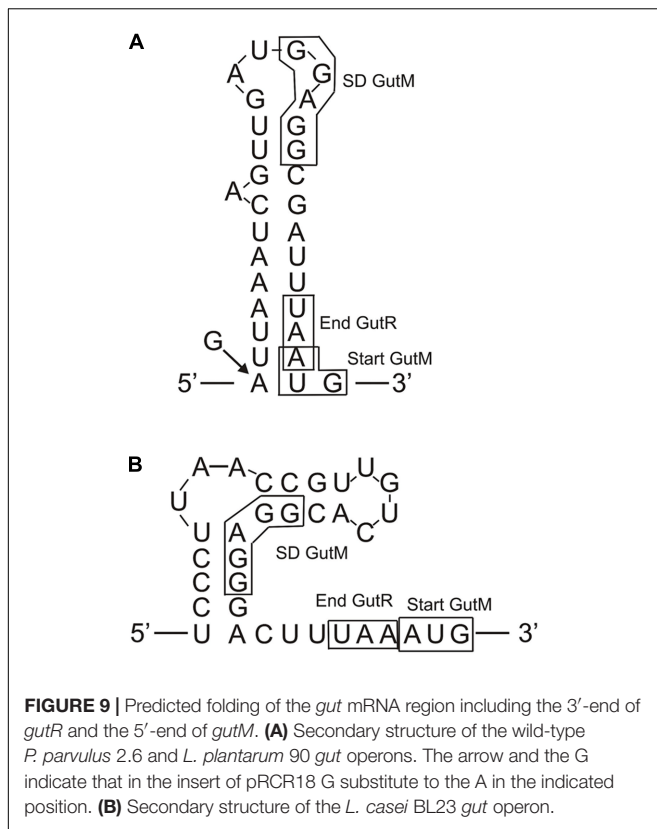 A
U G
A G
G A SD GutM
U G
U G
G C
A
C G
U A
A U
A U
A U End GutR
U A
G
U A Start GutM
5’ A U G 3’
B
A A C C G U U G
U G G C A C U
U A SD GutM
C G
C G
C G End GutR Start GutM
5’ U A C U U U A A A U G 3’
FIGURE 9 | Predicted folding of the gut mRNA region including the 3′-end of
gutR and the 5′-end of gutM. (A) Secondary structure of the wild-type
P. parvulus 2.6 and L. plantarum 90 gut operons. The arrow and the G
indicate that in the insert of pRCR18 G substitute to the A in the indicated
position. (B) Secondary structure of the L. casei BL23 gut operon.